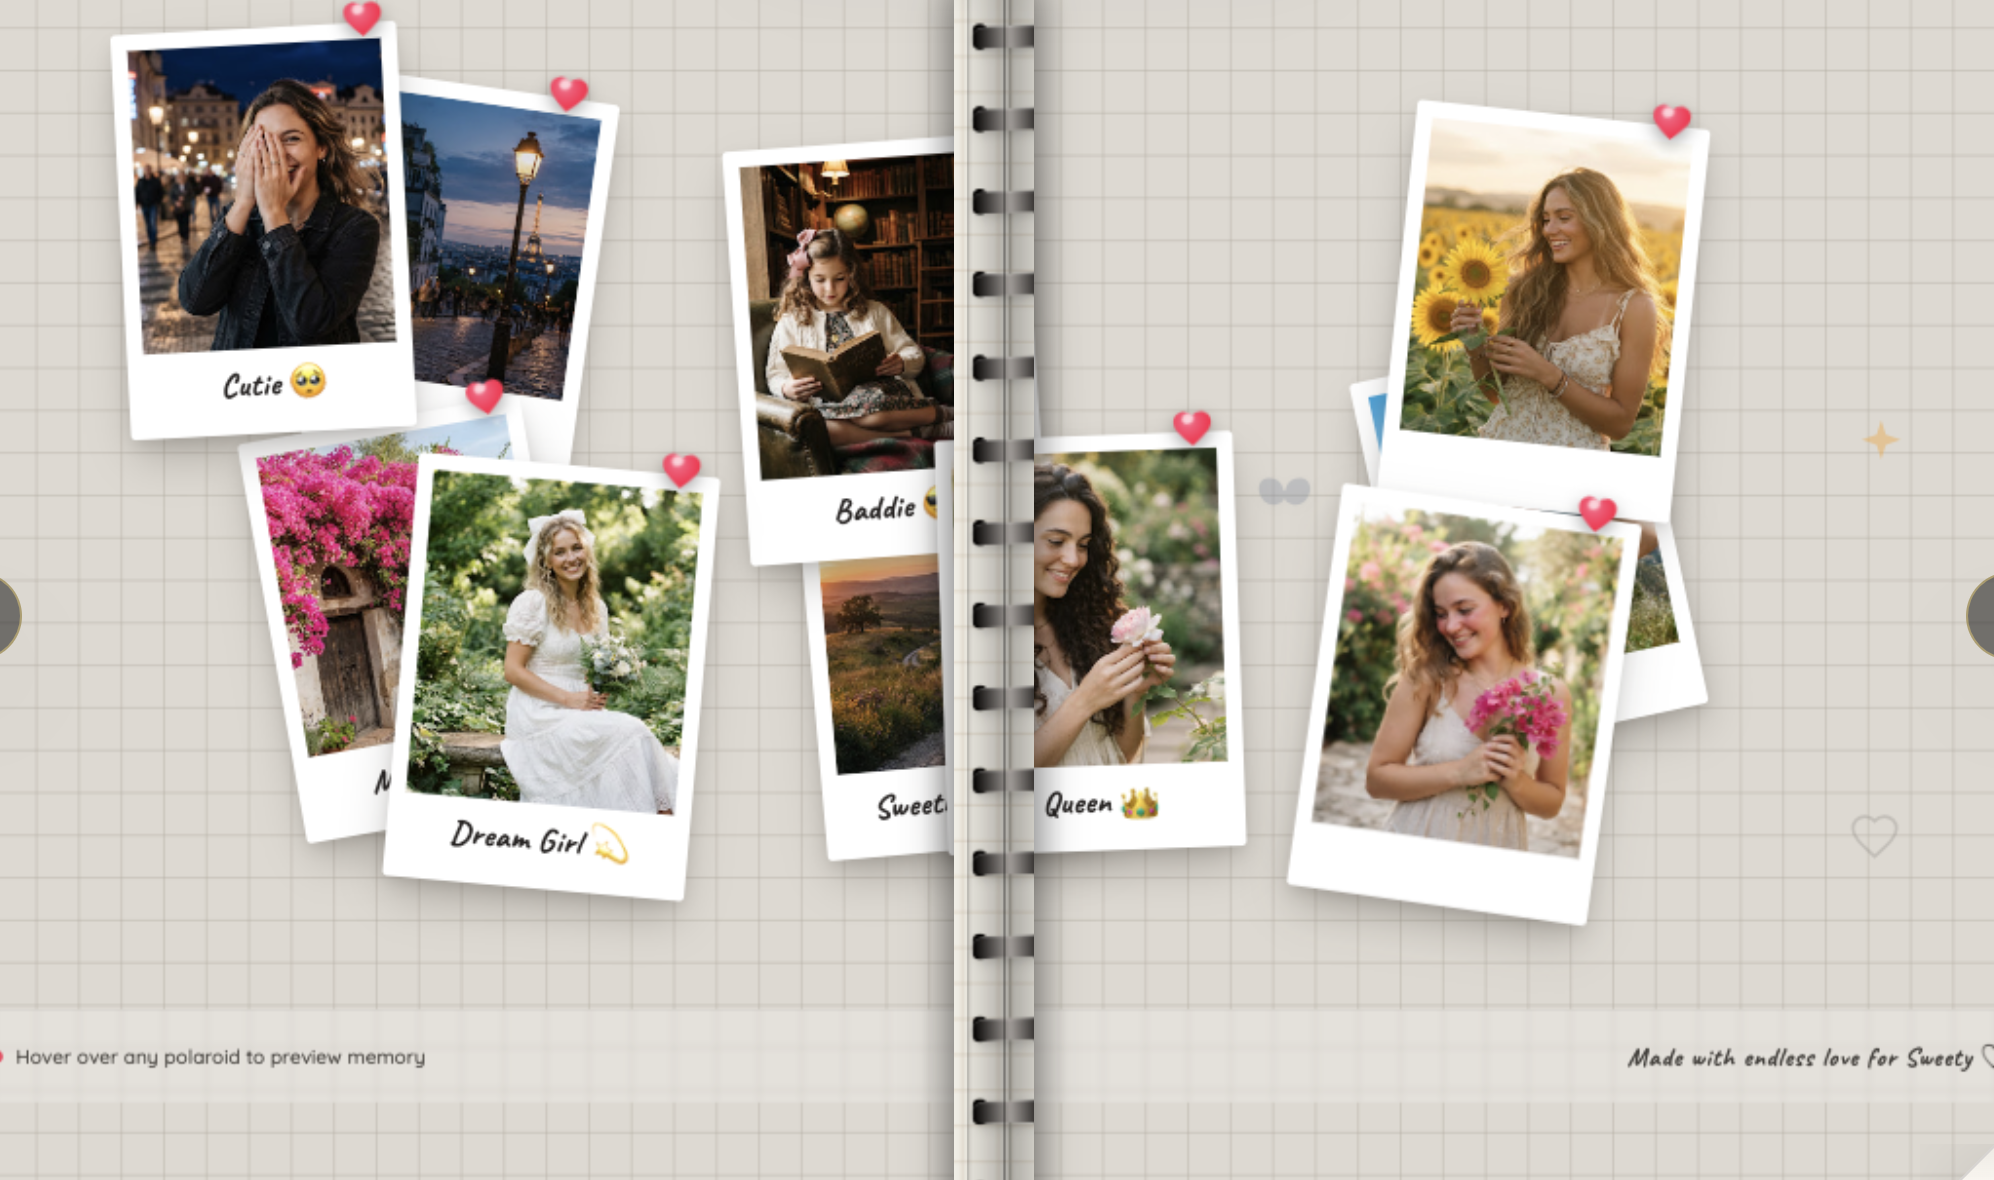 Cutie 🥺
Baddie
M
Dream Girl 💫
Sweet
Queen 👑
Hover over any polaroid to preview memory
Made with endless love for Sweety